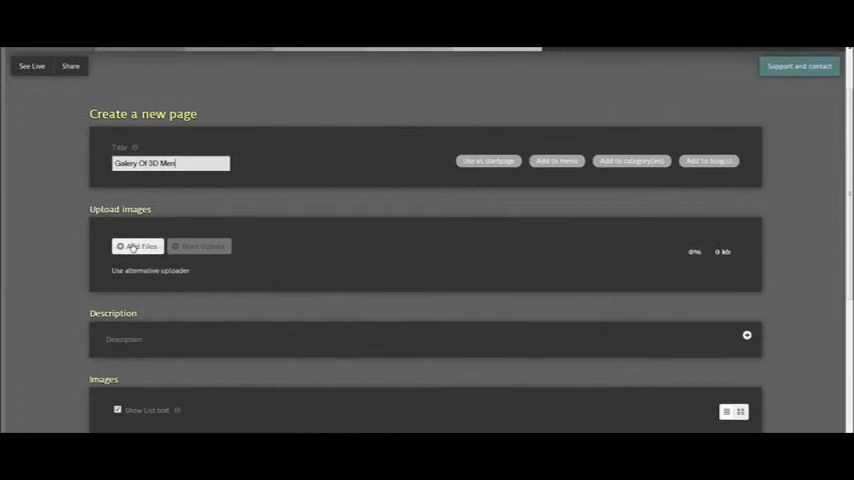 See Live Share Support and contact
Create a new page
Title
Galery Of 3D Men
Use as startpage Add to menu Add to category(ies) Add to blog(s)
Upload images
Add Files Start Upload
0% 0 kb
Use alternative uploader
Description
Description
Images
Show List text